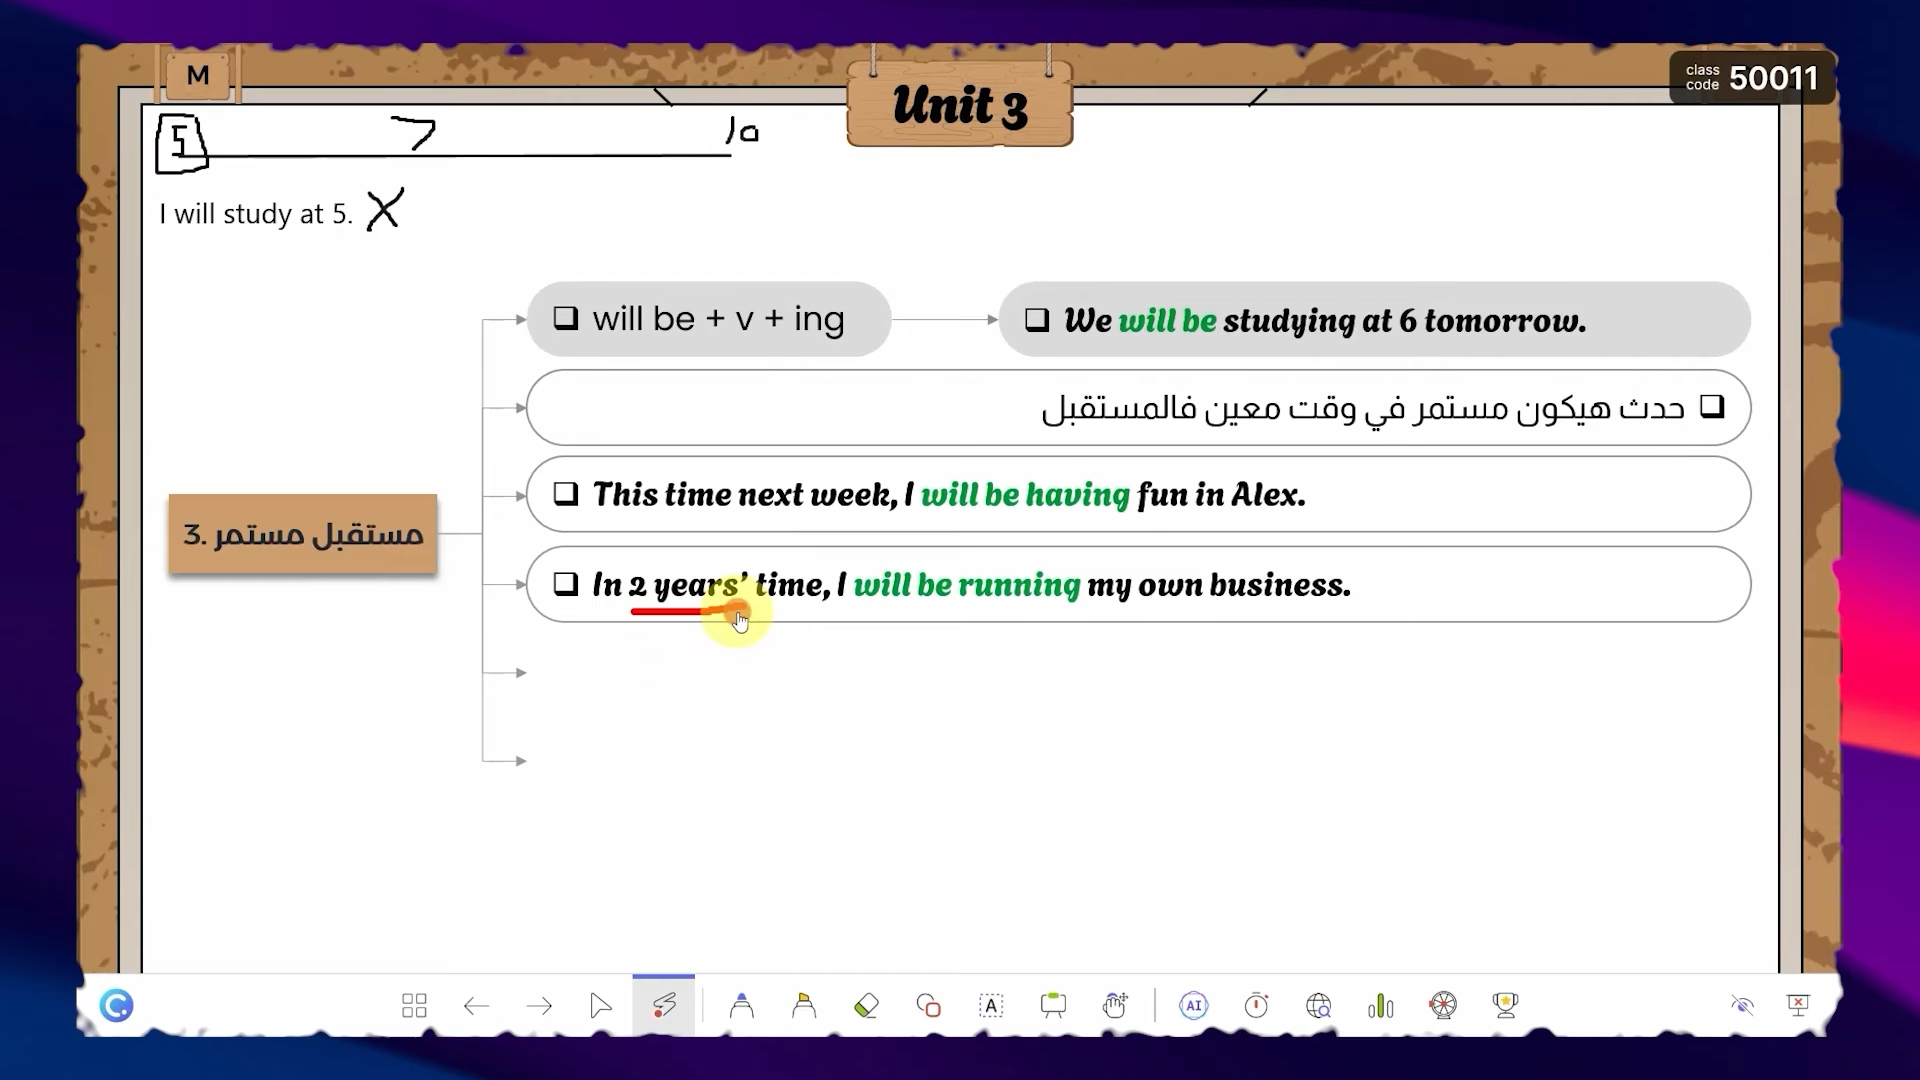 M
Unit 3
class code 50011
5 7 10
I will study at 5. X
❑ will be + v + ing
❑ We will be studying at 6 tomorrow.
❑ حدث هيكون مستمر في وقت معين فالمستقبل
❑ This time next week, I will be having fun in Alex.
3. مستقبل مستمر
❑ In 2 years' time, I will be running my own business.
A
AI